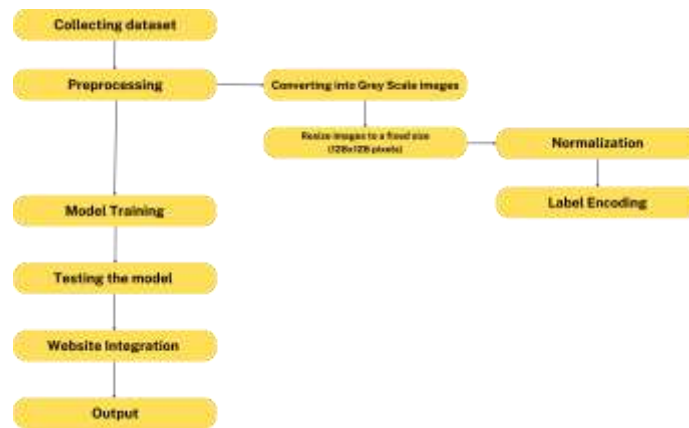 Collecting dataset
Preprocessing
Converting into Grey Scale images
Resize images to a fixed size
(128x128 pixels)
Normalization
Label Encoding
Model Training
Testing the model
Website Integration
Output